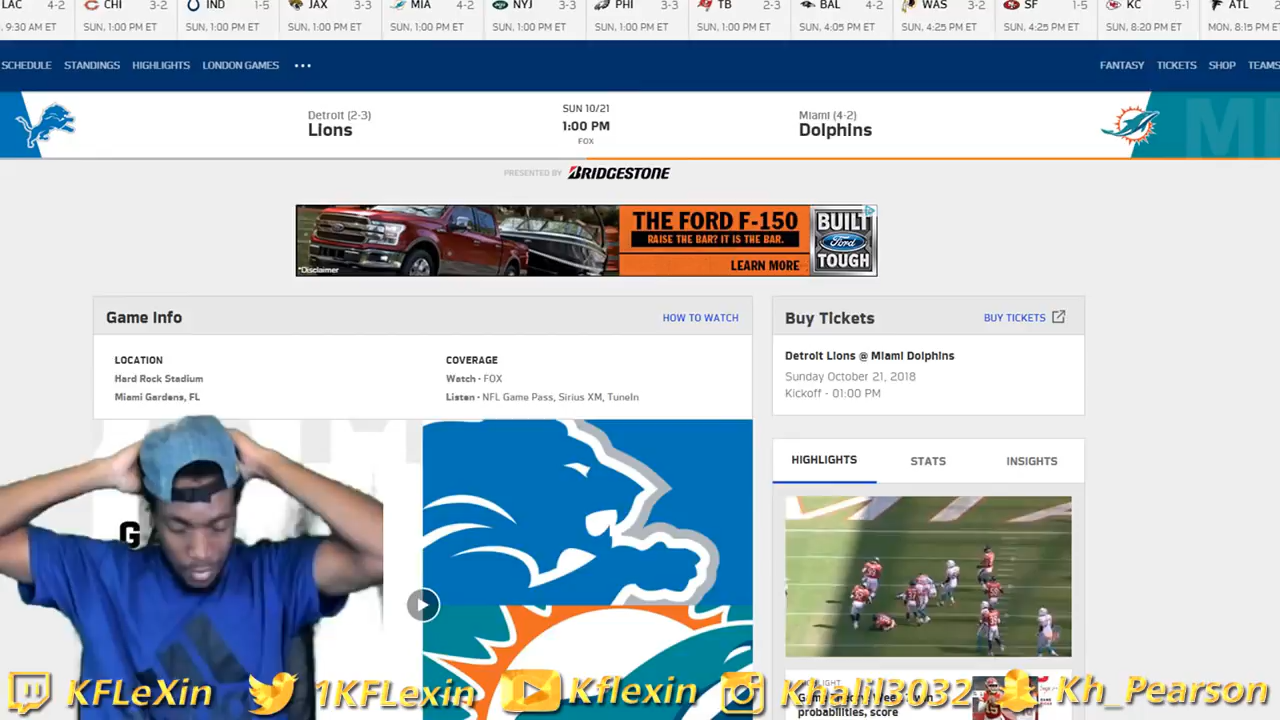 LAC 4-2 CHI 3-2 IND 1-5 JAX 3-3 MIA 4-2 NYJ 3-3 PHI 3-3 TB 2-3 BAL 4-2 WAS 3-2 SF 1-5 KC 5-1 ATL
, 9:30 AM ET SUN, 1:00 PM ET SUN, 1:00 PM ET SUN, 1:00 PM ET SUN, 1:00 PM ET SUN, 1:00 PM ET SUN, 1:00 PM ET SUN, 1:00 PM ET SUN, 4:05 PM ET SUN, 4:25 PM ET SUN, 4:25 PM ET SUN, 8:20 PM ET MON, 8:15 P
SCHEDULE STANDINGS HIGHLIGHTS LONDON GAMES ••• FANTASY TICKETS SHOP TEAMS
Detroit (2-3)
Lions
SUN 10/21
1:00 PM
FOX
Miami (4-2)
Dolphins
MI
PRESENTED BY BRIDGESTONE
THE FORD F-150
RAISE THE BAR? IT IS THE BAR.
LEARN MORE
*Disclaimer
BUILT
Ford
TOUGH
Game Info HOW TO WATCH
LOCATION
Hard Rock Stadium
Miami Gardens, FL
COVERAGE
Watch - FOX
Listen - NFL Game Pass, Sirius XM, TuneIn
Buy Tickets BUY TICKETS
Detroit Lions @ Miami Dolphins
Sunday October 21, 2018
Kickoff - 01:00 PM
HIGHLIGHTS STATS INSIGHTS
G
probabilities, score
KFLeXin 1KFLexin Kflexin Khalil3032 Kh_Pearson